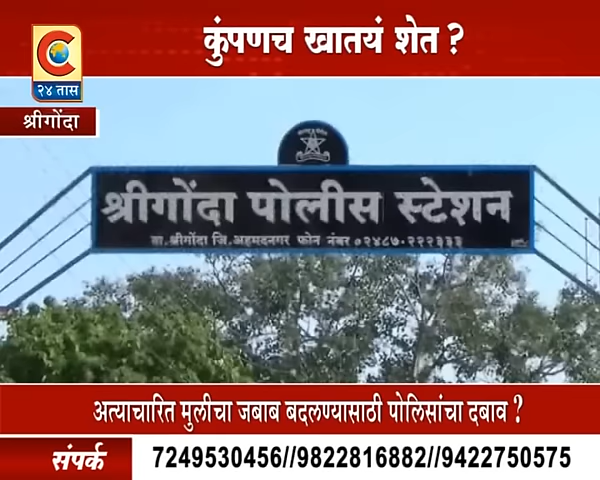 कुंपणच खातयं शेत ?
C
२४ तास
श्रीगोंदा
श्रीगोंदा पोलीस स्टेशन
ता.श्रीगोंदा जि.अहमदनगर फोन नंबर ०२४८७-२२२३३३
अत्याचारित मुलीचा जबाब बदलण्यासाठी पोलिसांचा दबाव ?
संपर्क 7249530456//9822816882//9422750575